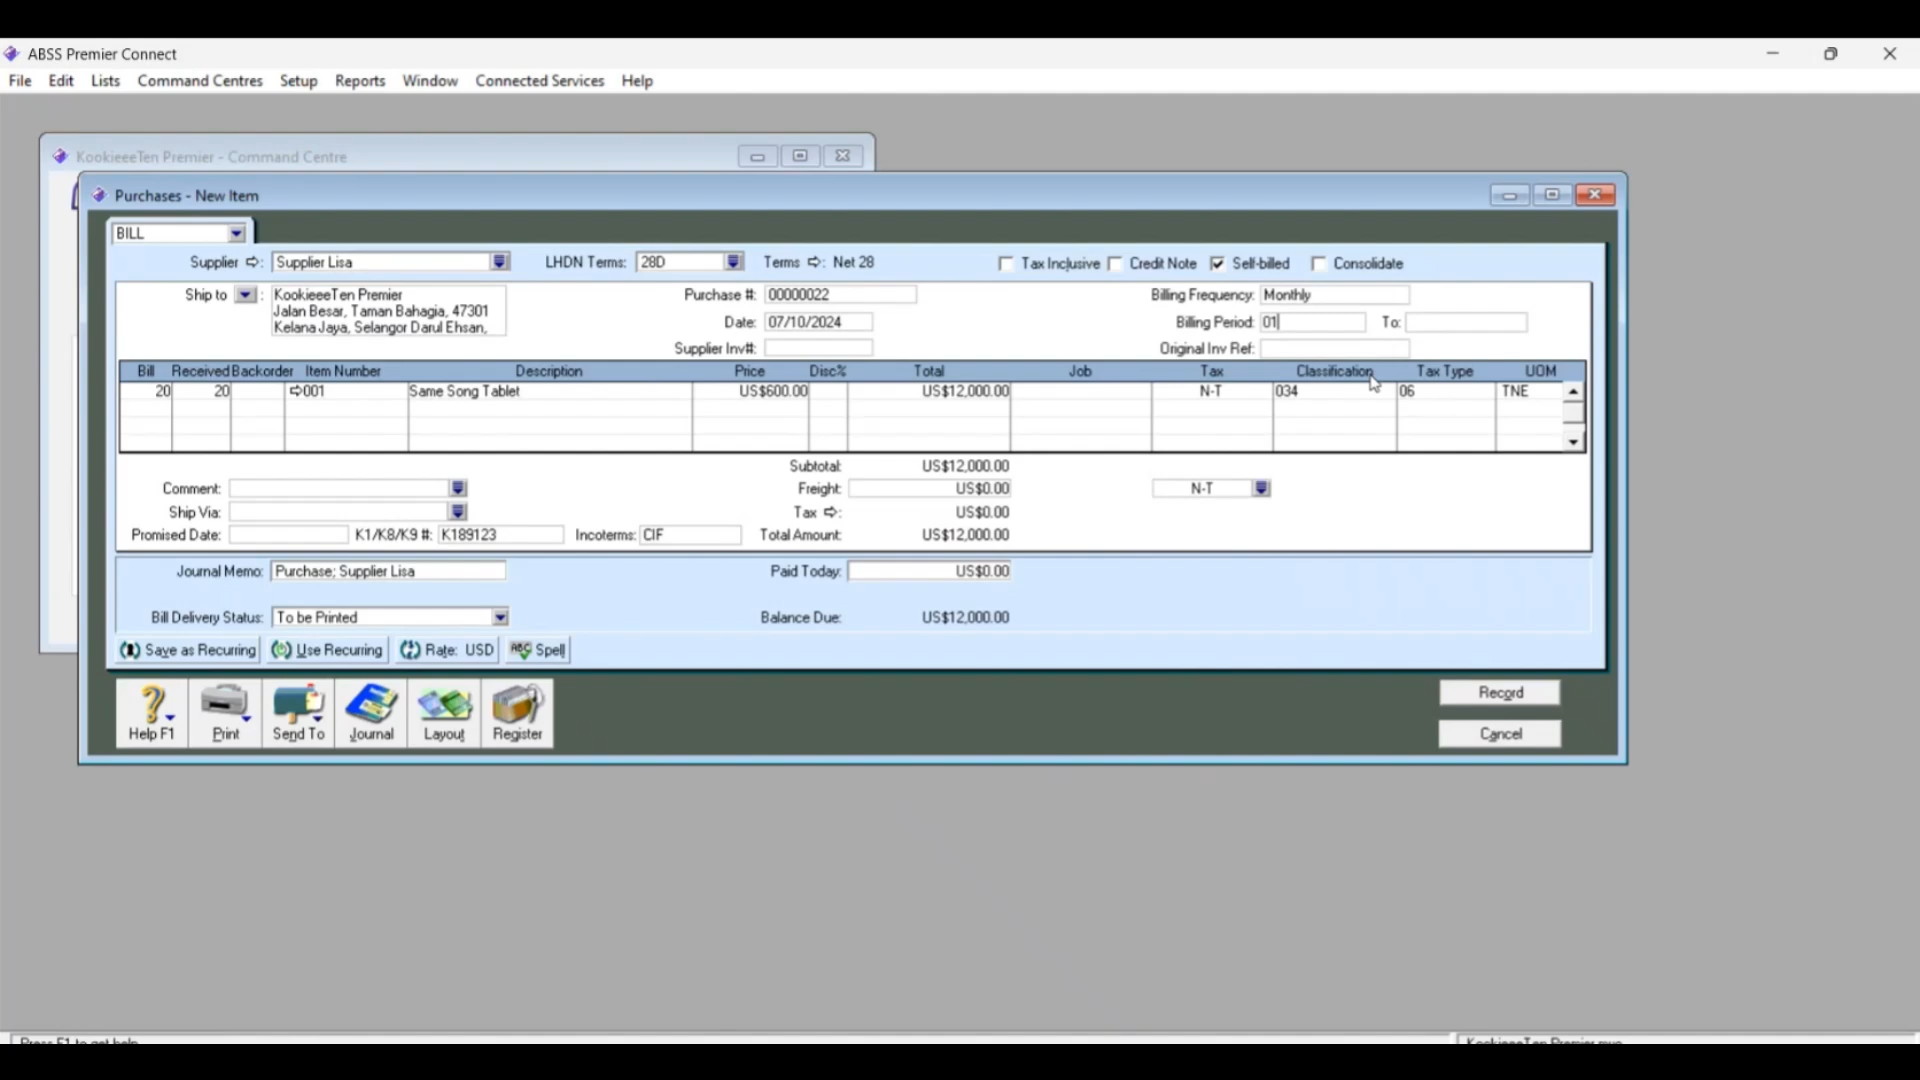 ABSS Premier Connect
File Edit Lists Command Centres Setup Reports Window Connected Services Help
KookieeeTen Premier - Command Centre
Purchases - New Item
BILL
Supplier : Supplier Lisa LHDN Terms: 28D Terms : Net 28 Tax Inclusive Credit Note Self-billed Consolidate
Ship to : KookieeeTen Premier Purchase #: 00000022 Billing Frequency: Monthly
Jalan Besar, Taman Bahagia, 47301
Kelana Jaya, Selangor Darul Ehsan,
Date: 07/10/2024 Billing Period: 01 To:
Supplier Inv#: Original Inv Ref:
Bill Received Backorder Item Number Description Price Disc% Total Job Tax Classification Tax Type UOM
20 20 001 Same Song Tablet US$600.00 US$12,000.00 N-T 034 06 TNE
Subtotal: US$12,000.00
Comment: Freight: US$0.00 N-T
Ship Via: Tax : US$0.00
Promised Date: K1/K8/K9 #: K189123 Incoterms: CIF Total Amount: US$12,000.00
Journal Memo: Purchase; Supplier Lisa Paid Today: US$0.00
Bill Delivery Status: To be Printed Balance Due: US$12,000.00
Save as Recurring Use Recurring Rate: USD ABC Spell
Help F1 Print Send To Journal Layout Register
Record
Cancel
Press F1 to get help
KookieeeTen Premier